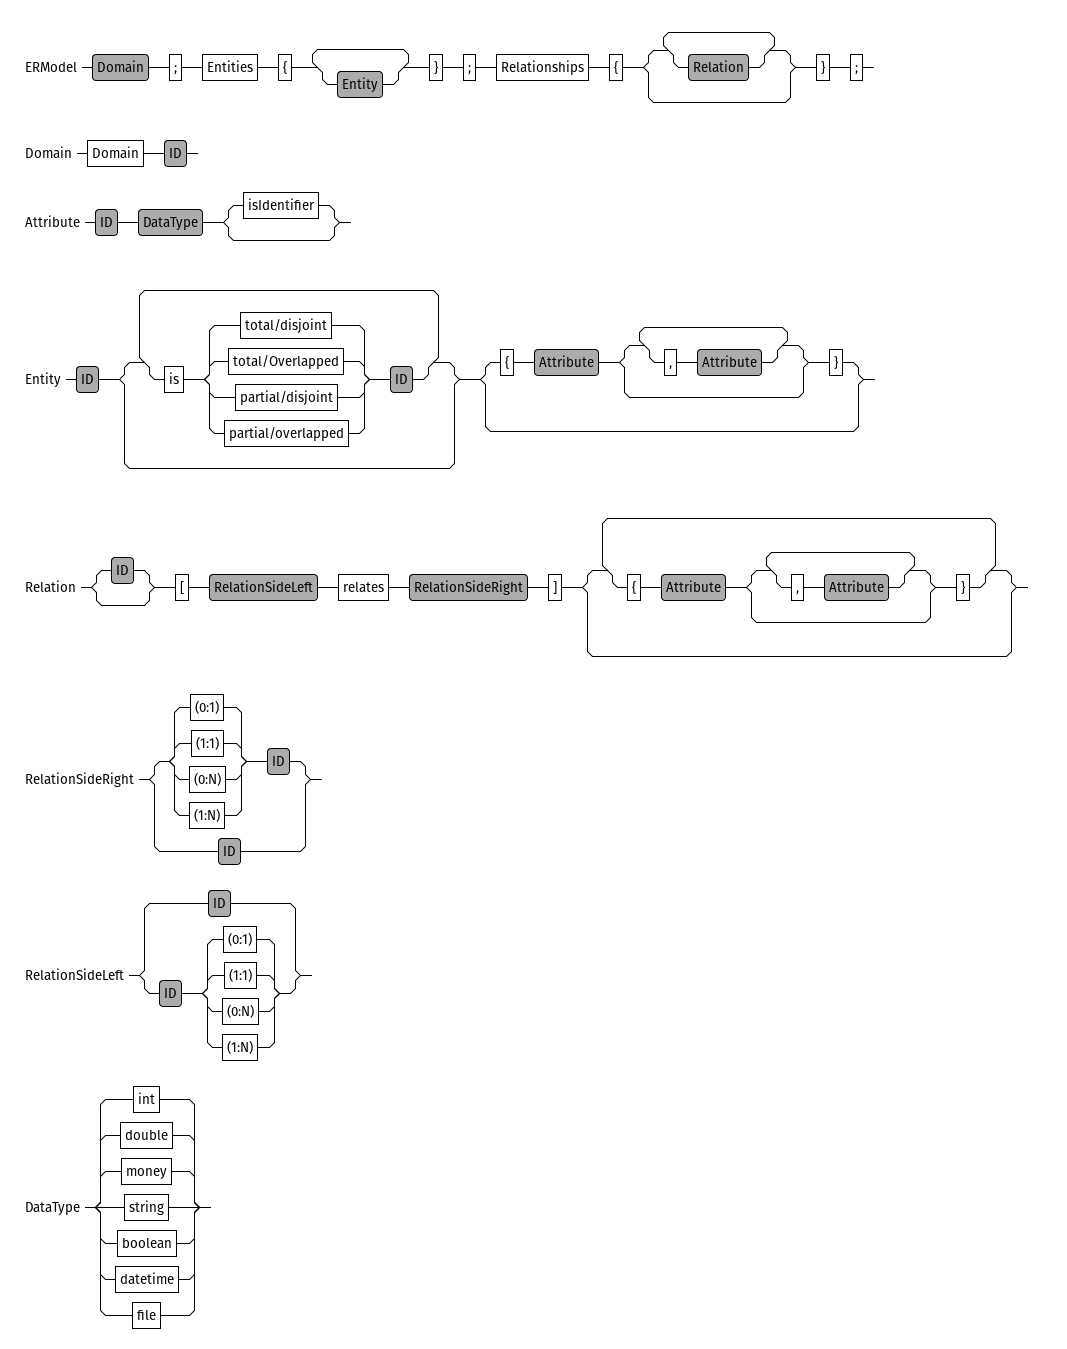 ERModel Domain ; Entities { Entity } ; Relationships { Relation } ;
Domain Domain ID
Attribute ID DataType isIdentifier
Entity ID is total/disjoint total/Overlapped partial/disjoint partial/overlapped ID { Attribute , Attribute }
Relation ID [ RelationSideLeft relates RelationSideRight ] { Attribute , Attribute }
RelationSideRight
(0:1)
(1:1)
(0:N)
(1:N)
ID
ID
RelationSideLeft
ID
ID
(0:1)
(1:1)
(0:N)
(1:N)
DataType
int
double
money
string
boolean
datetime
file